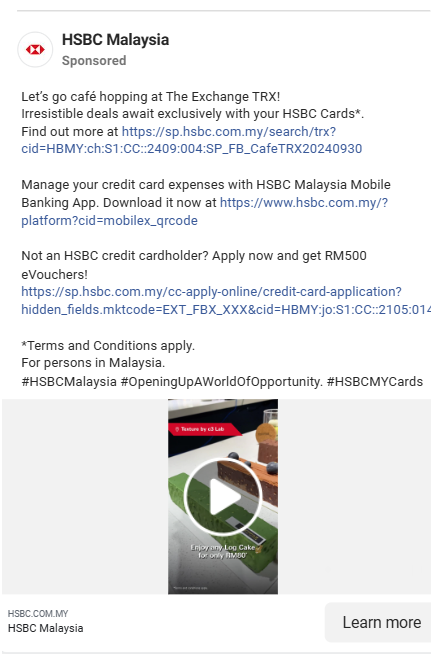 HSBC Malaysia
Sponsored
Let’s go café hopping at The Exchange TRX!
Irresistible deals await exclusively with your HSBC Cards*.
Find out more at https://sp.hsbc.com.my/search/trx?
cid=HBMY:ch:S1:CC::2409:004:SP_FB_CafeTRX20240930
Manage your credit card expenses with HSBC Malaysia Mobile
Banking App. Download it now at https://www.hsbc.com.my/?
platform?cid=mobilex_qrcode
Not an HSBC credit cardholder? Apply now and get RM500
eVouchers!
https://sp.hsbc.com.my/cc-apply-online/credit-card-application?
hidden_fields.mktcode=EXT_FBX_XXX&cid=HBMY:jo:S1:CC::2105:014
*Terms and Conditions apply.
For persons in Malaysia.
#HSBCMalaysia #OpeningUpAWorldOfOpportunity. #HSBCMYCards
Texture by c3 Lab
Enjoy any Log Cake
for only RM80*
HSBC.COM.MY
HSBC Malaysia
Learn more